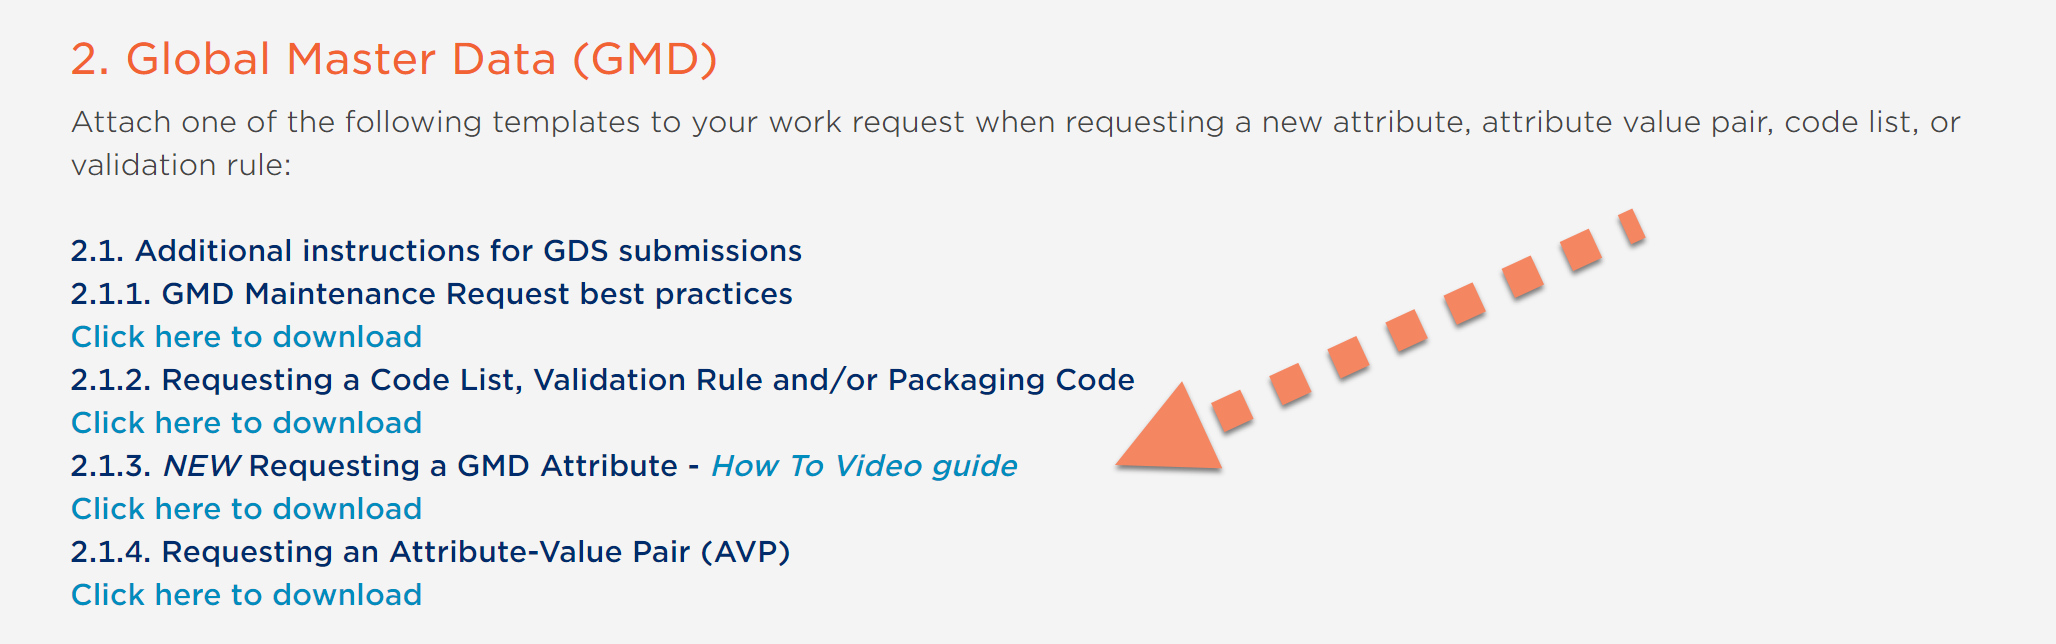 2. Global Master Data (GMD)
Attach one of the following templates to your work request when requesting a new attribute, attribute value pair, code list, or
validation rule:
2.1. Additional instructions for GDS submissions
2.1.1. GMD Maintenance Request best practices
Click here to download
2.1.2. Requesting a Code List, Validation Rule and/or Packaging Code
Click here to download
2.1.3. NEW Requesting a GMD Attribute - How To Video guide
Click here to download
2.1.4. Requesting an Attribute-Value Pair (AVP)
Click here to download